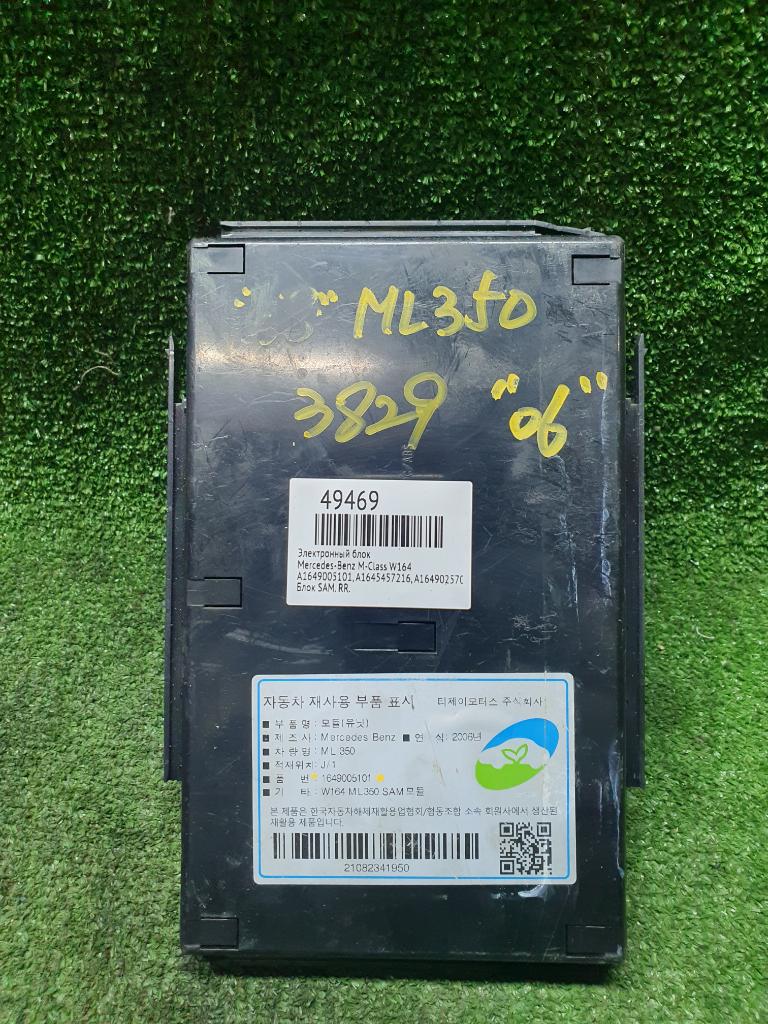 ML350
3829 "06"
49469
Электронный блок
Mercedes-Benz M-Class W164
A1649005101, A1645457216, A16490257C
Блок SAM, RR.
자동차 재사용 부품 표시 티제이모터스 주식회사
■ 부 품 명 : 모듈(유닛)
■ 제 조 사 : Mercedes Benz ■ 연 식: 2006년
■ 차 량 명 : ML 350
■ 적재위치: J/1
■ 품 번 1649005101
■ 기 타 : W164 ML350 SAM 모듈
본 제품은 한국자동차해체재활용업협회/협동조합 소속 회원사에서 생산된
재활용 제품입니다.
21082341950